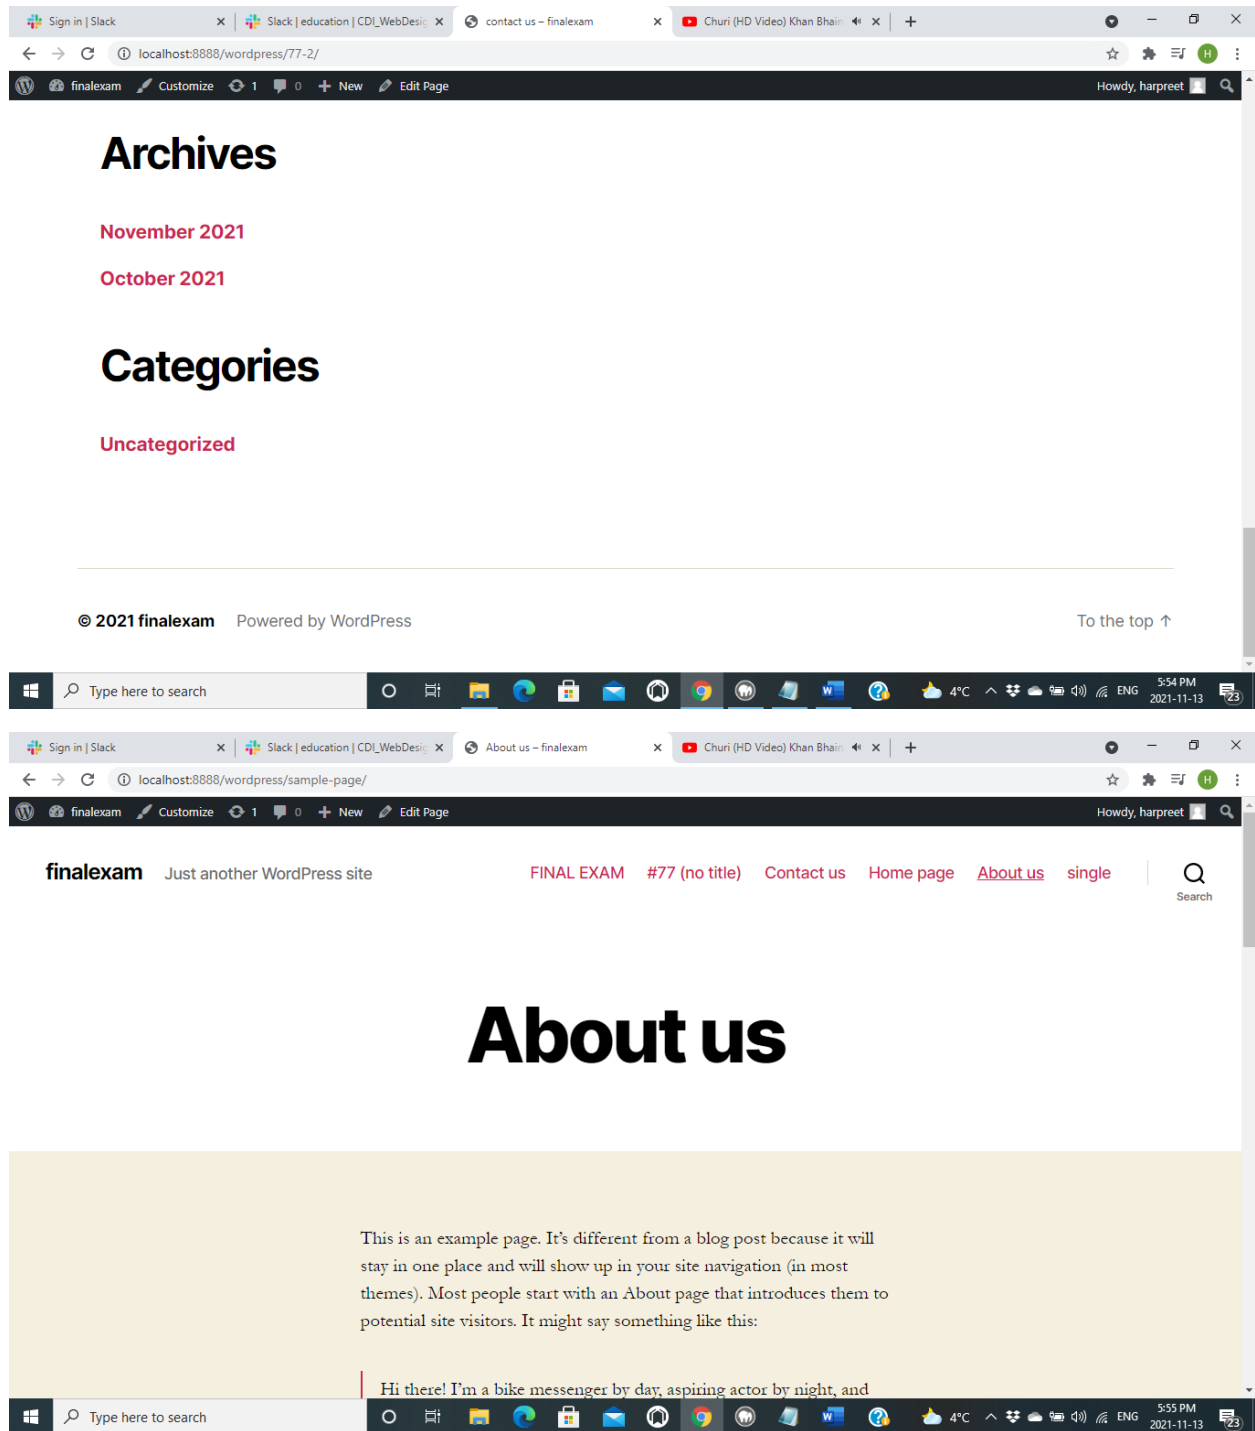 Sign in | Slack
Slack | education | CDI_WebDesig
contact us – finalexam
Churi (HD Video) Khan Bhain
localhost:8888/wordpress/77-2/
H
finalexam Customize 1 0 + New Edit Page Howdy, harpreet
Archives
November 2021
October 2021
Categories
Uncategorized
© 2021 finalexam Powered by WordPress To the top ↑
Type here to search
4°C ENG 5:54 PM
2021-11-13 23
Sign in | Slack
Slack | education | CDI_WebDesig
About us – finalexam
Churi (HD Video) Khan Bhain
localhost:8888/wordpress/sample-page/
H
finalexam Customize 1 0 + New Edit Page Howdy, harpreet
finalexam Just another WordPress site FINAL EXAM #77 (no title) Contact us Home page About us single
Search
About us
This is an example page. It’s different from a blog post because it will
stay in one place and will show up in your site navigation (in most
themes). Most people start with an About page that introduces them to
potential site visitors. It might say something like this:
Hi there! I’m a bike messenger by day, aspiring actor by night, and
Type here to search
4°C ENG 5:55 PM
2021-11-13 23